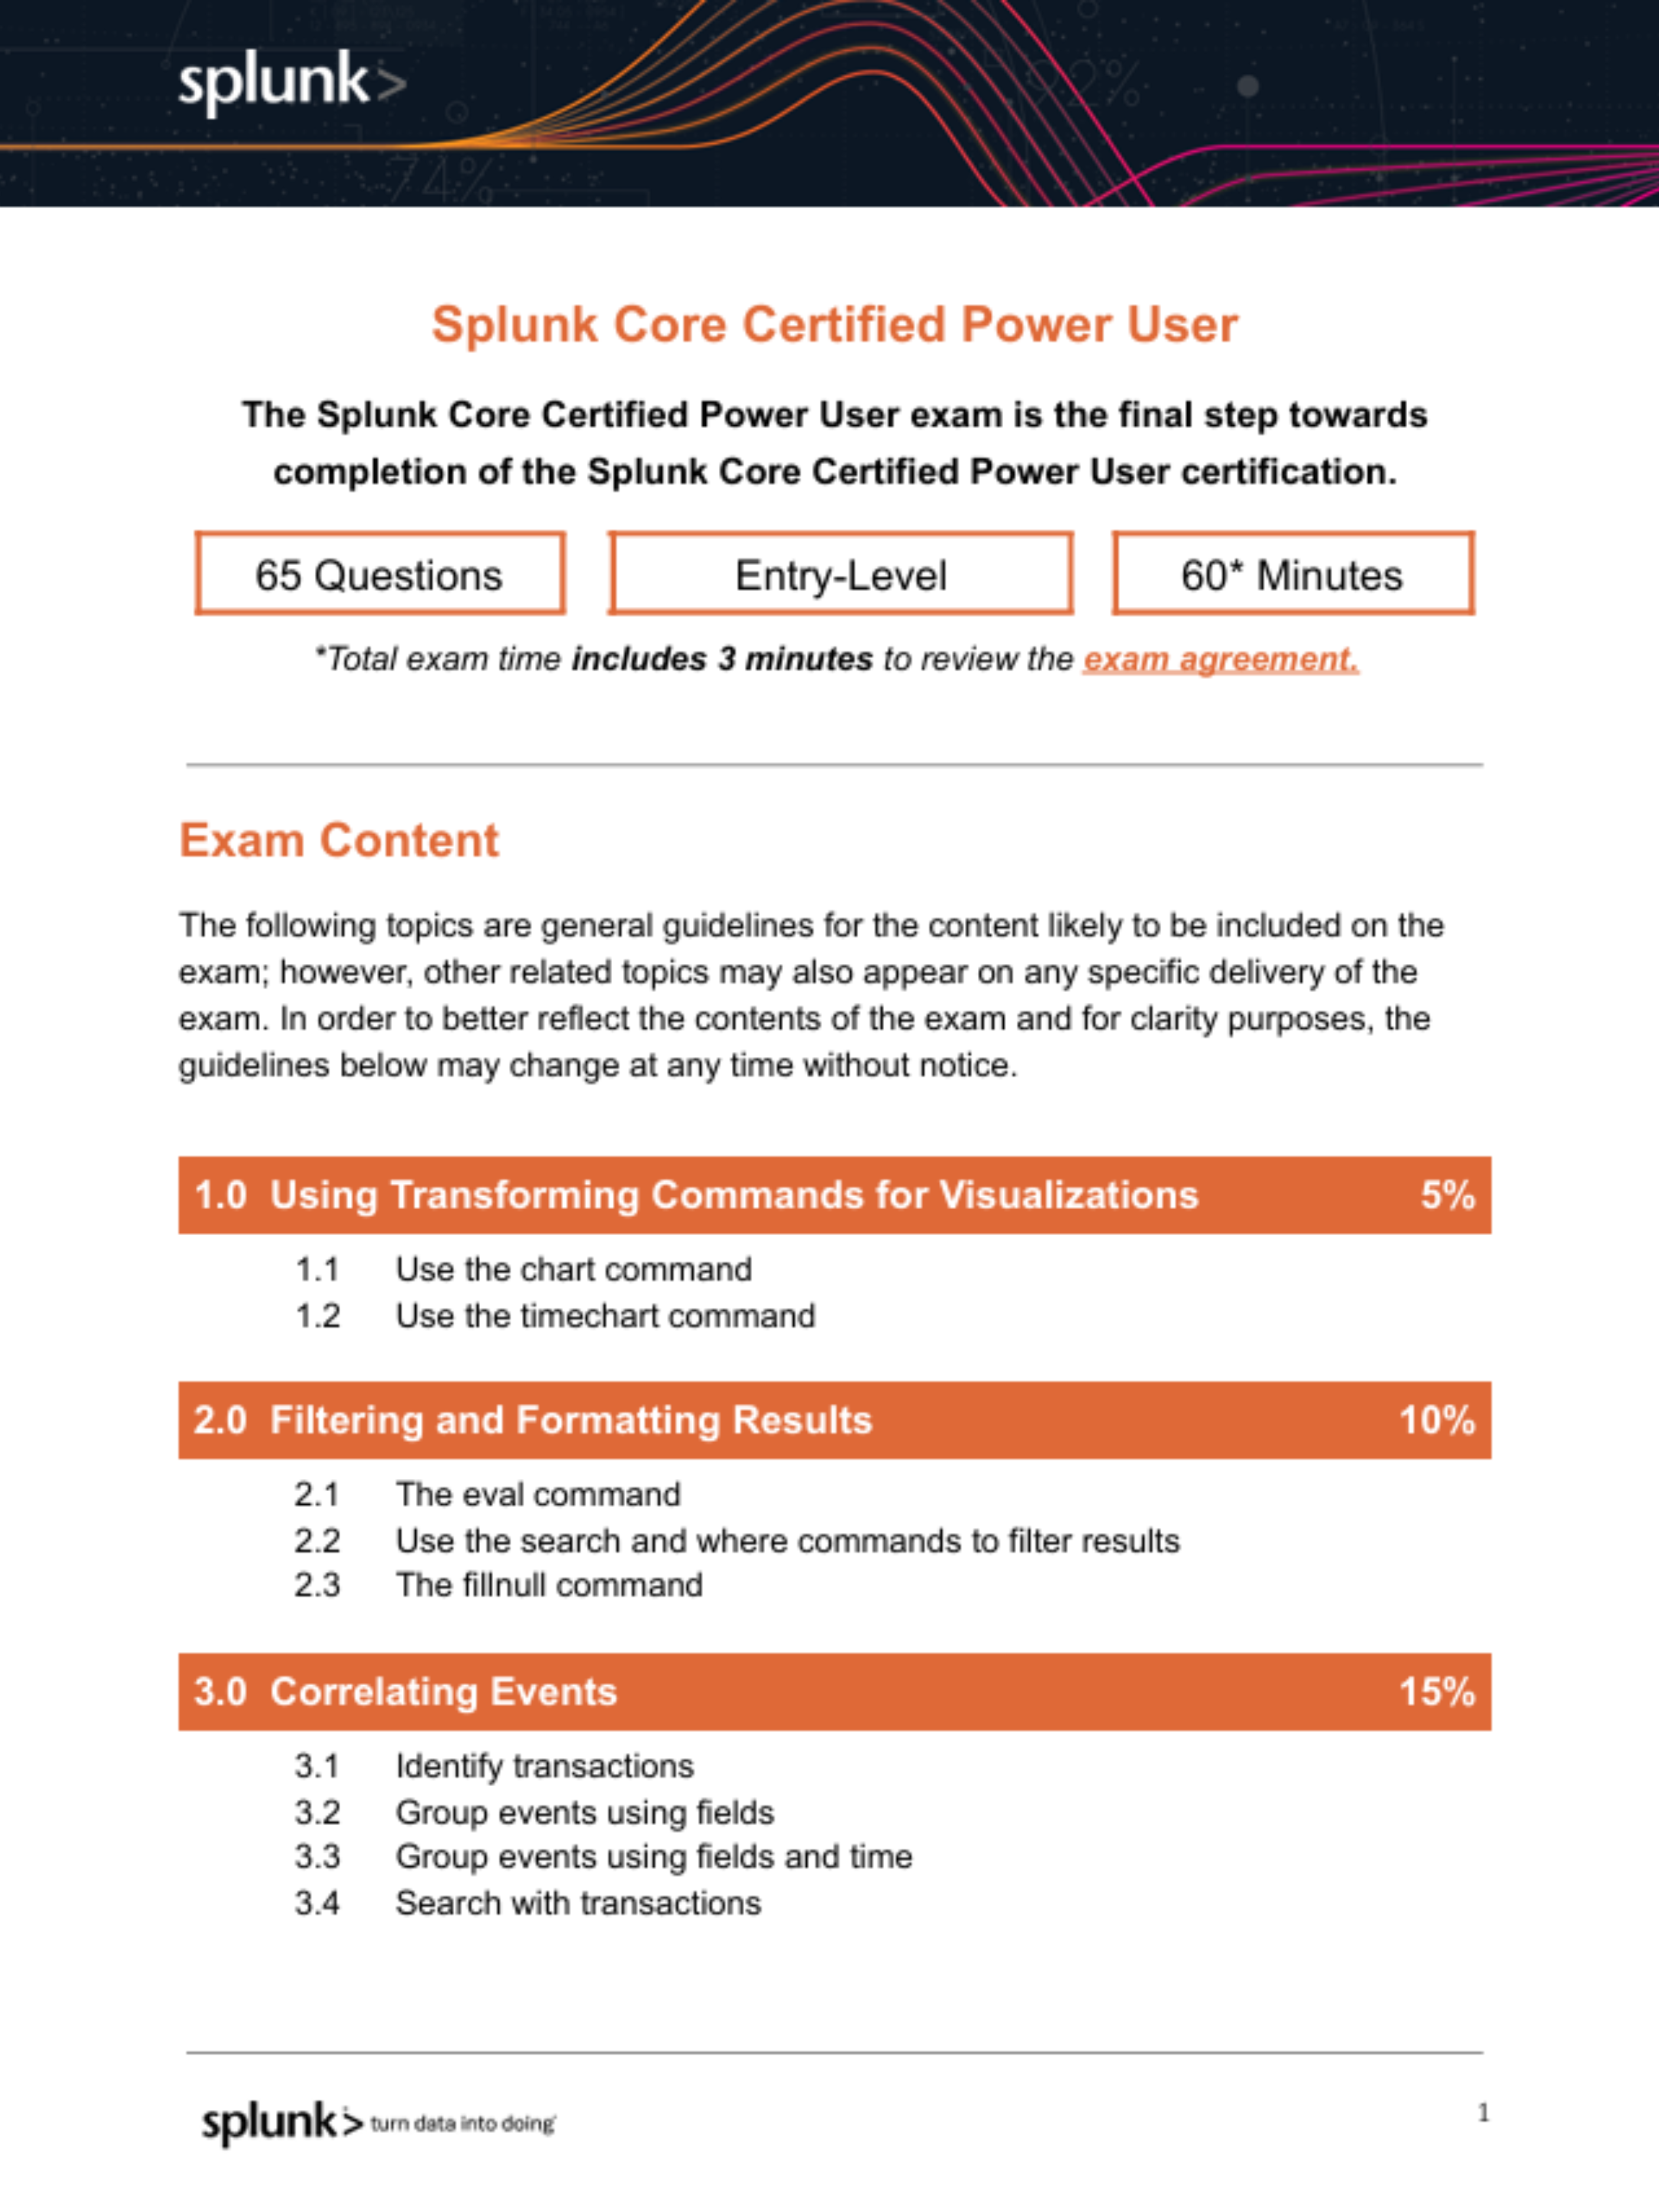 splunk>
74%
92%
Splunk Core Certified Power User
The Splunk Core Certified Power User exam is the final step towards
completion of the Splunk Core Certified Power User certification.
65 Questions
Entry-Level
60* Minutes
*Total exam time includes 3 minutes to review the exam agreement.
Exam Content
The following topics are general guidelines for the content likely to be included on the
exam; however, other related topics may also appear on any specific delivery of the
exam. In order to better reflect the contents of the exam and for clarity purposes, the
guidelines below may change at any time without notice.
1.0 Using Transforming Commands for Visualizations 5%
1.1 Use the chart command
1.2 Use the timechart command
2.0 Filtering and Formatting Results 10%
2.1 The eval command
2.2 Use the search and where commands to filter results
2.3 The fillnull command
3.0 Correlating Events 15%
3.1 Identify transactions
3.2 Group events using fields
3.3 Group events using fields and time
3.4 Search with transactions
splunk> turn data into doing
1